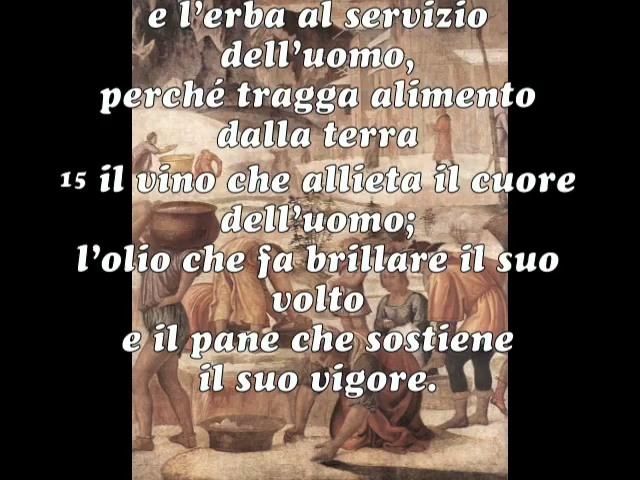 e l'erba al servizio
dell'uomo,
perché tragga alimento
dalla terra
15 il vino che allieta il cuore
dell'uomo;
l'olio che fa brillare il suo
volto
e il pane che sostiene
il suo vigore.